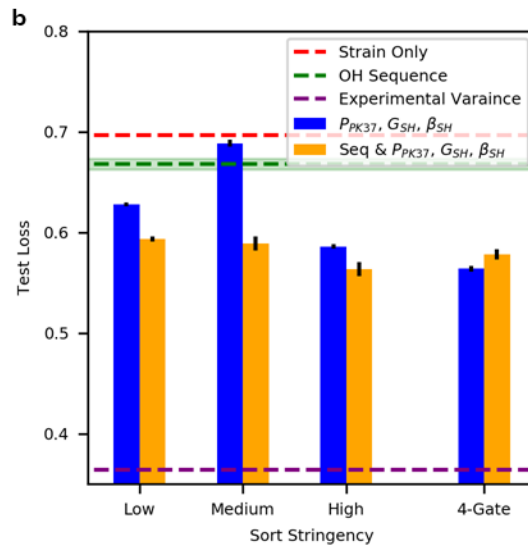 b
0.8
0.7
0.6
0.5
0.4
Test Loss
Strain Only
OH Sequence
Experimental Varaince
P_PK37, G_SH, β_SH
Seq & P_PK37, G_SH, β_SH
Low Medium High 4-Gate
Sort Stringency